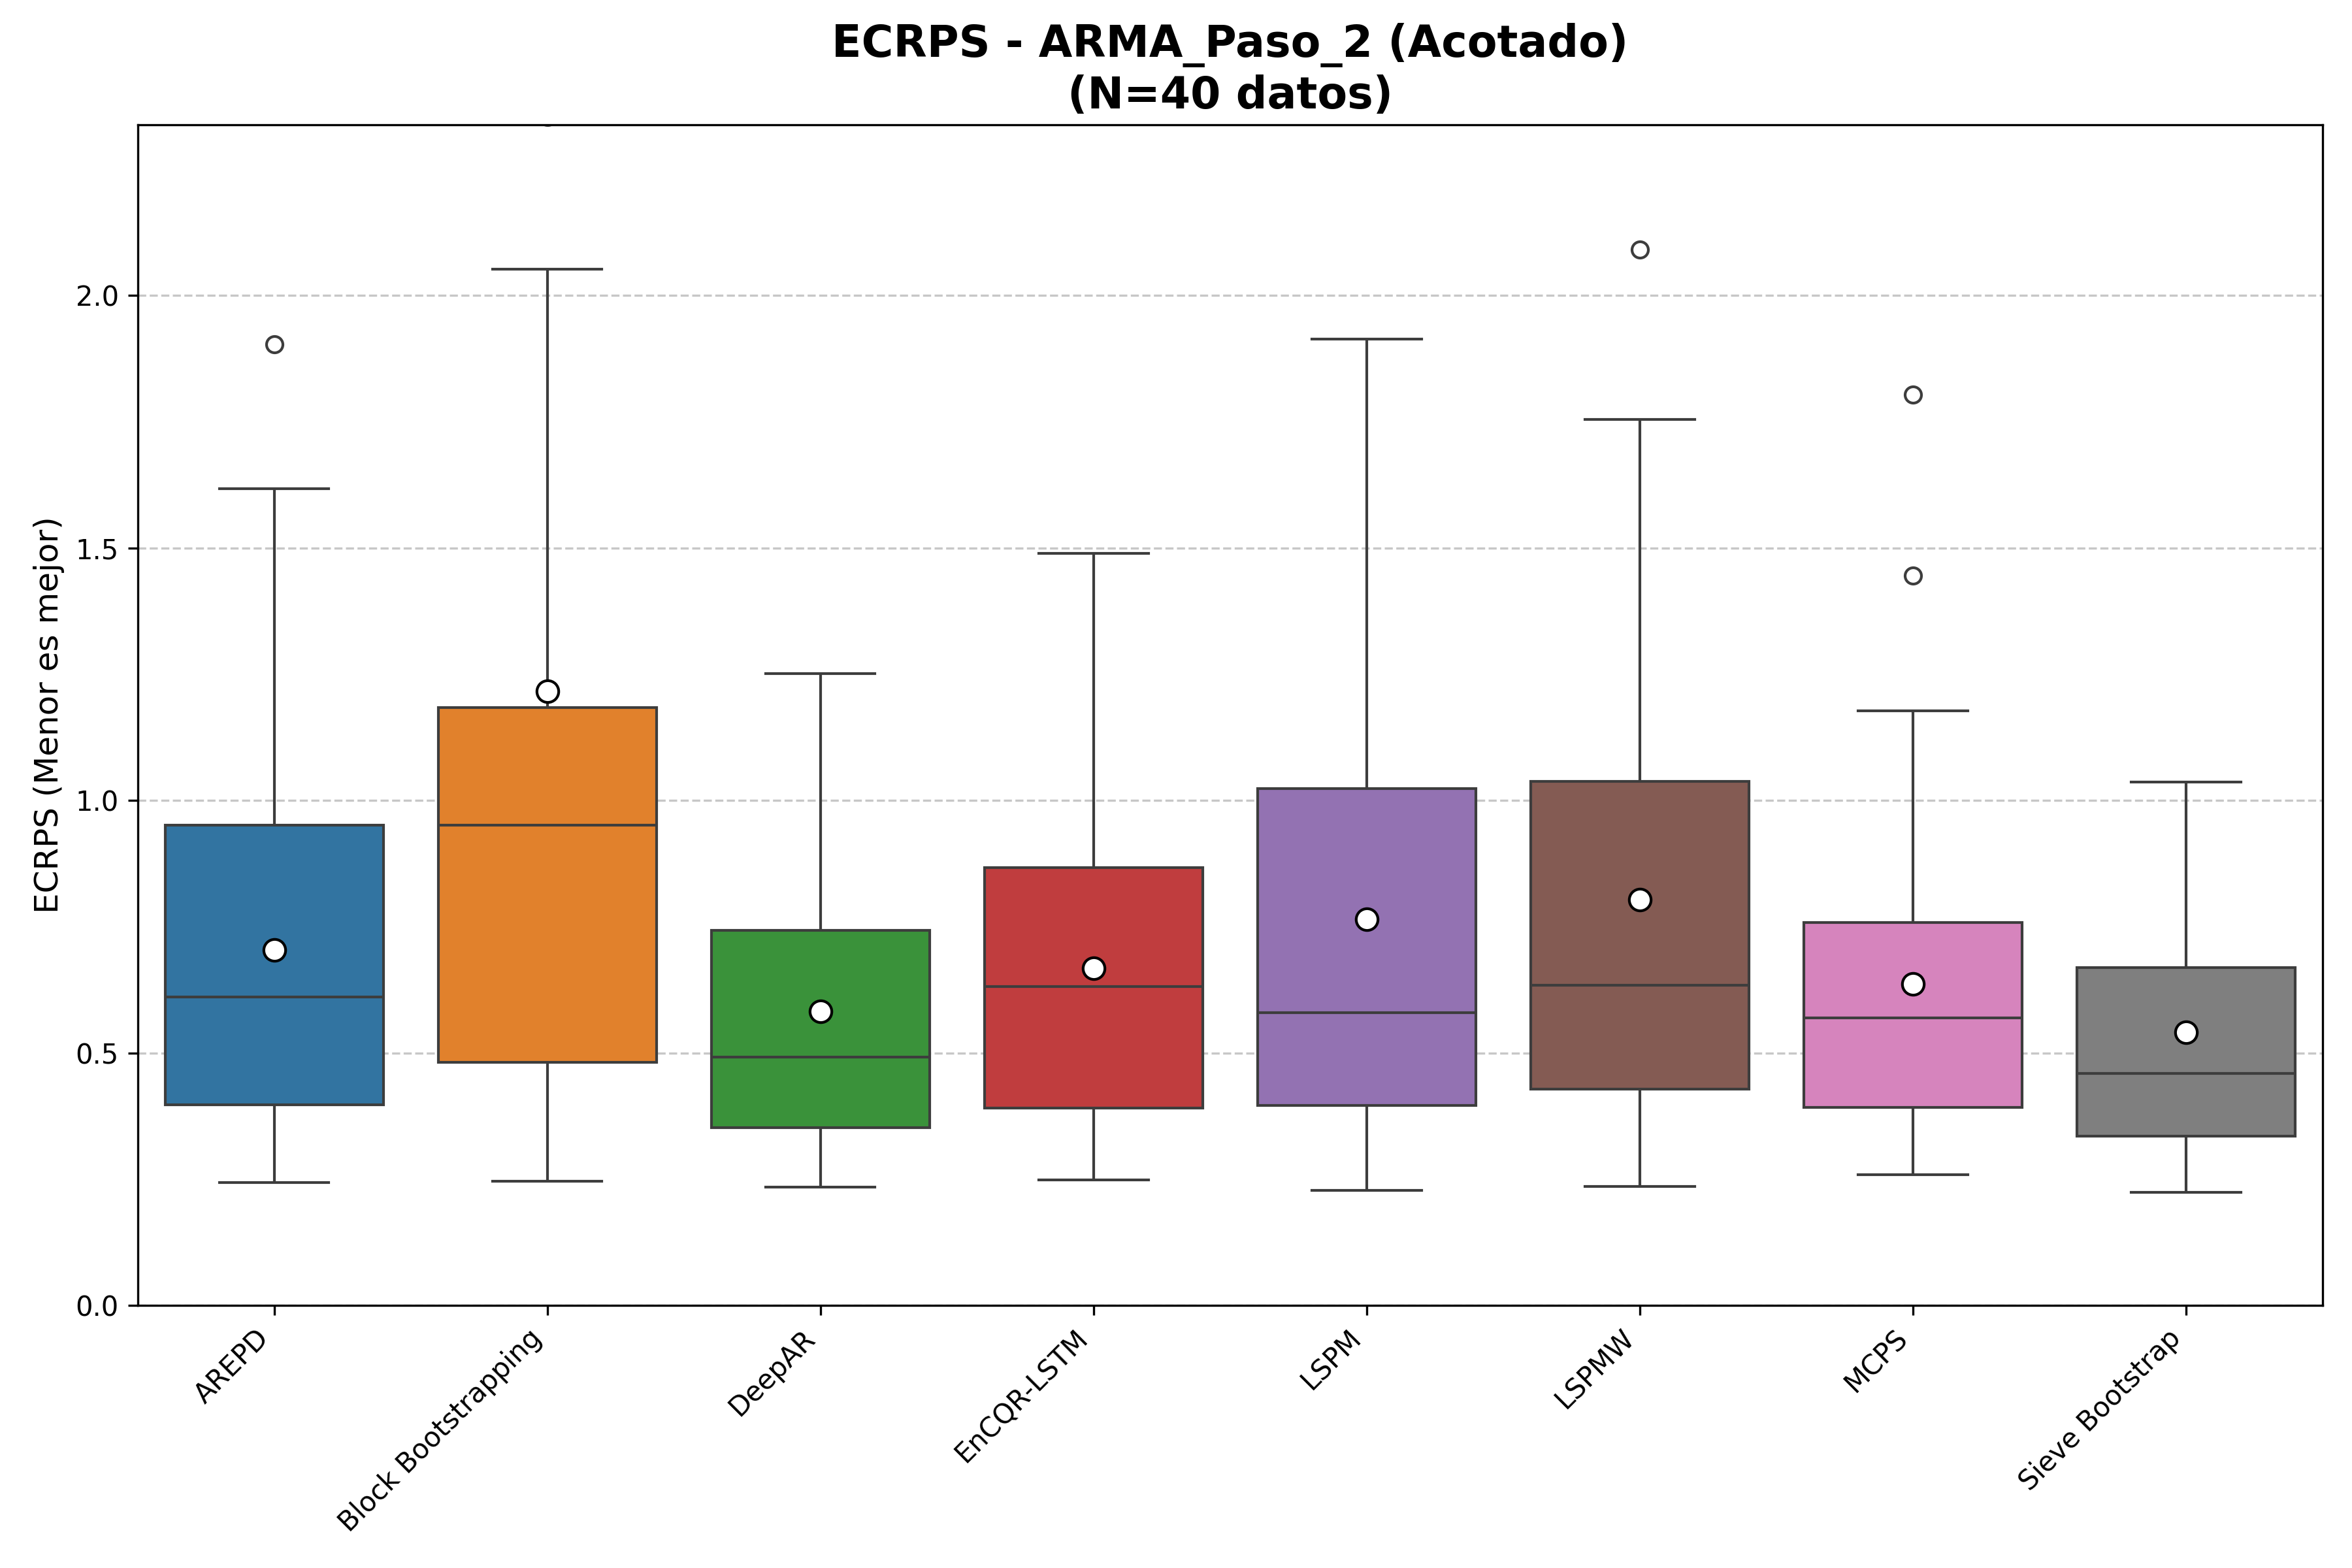 ECRPS - ARMA_Paso_2 (Acotado)
(N=40 datos)
ECRPS (Menor es mejor)
2.0
1.5
1.0
0.5
0.0
AREPD
Block Bootstrapping
DeepAR
EnCQR-LSTM
LSPM
LSPMW
MCPS
Sieve Bootstrap